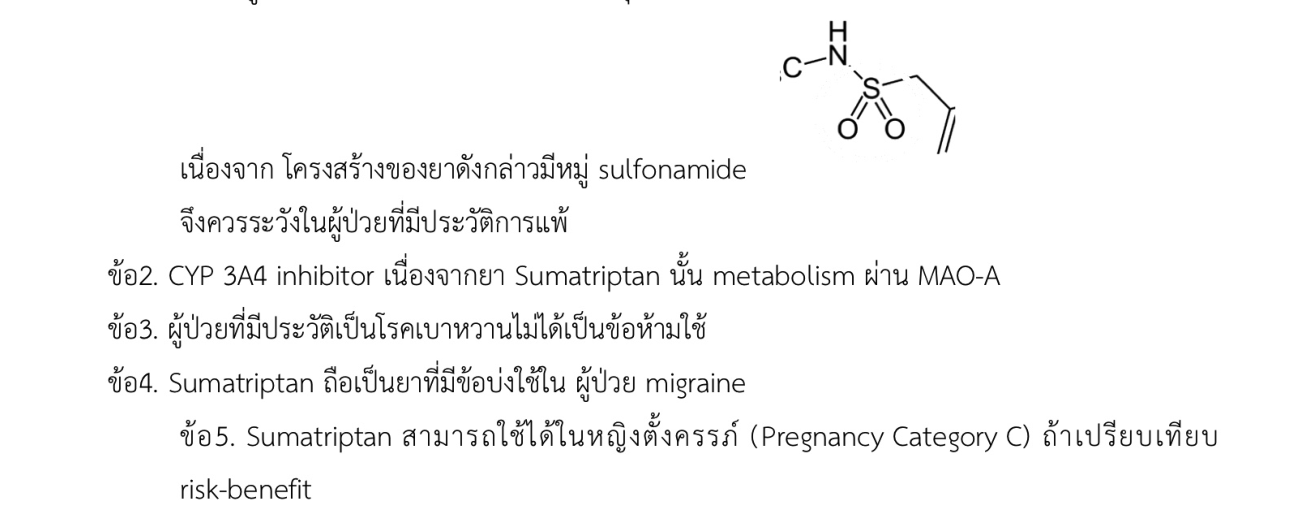 H
C N
S
O O
เนื่องจาก โครงสร้างของยาดังกล่าวมีหมู่ sulfonamide
จึงควรระวังในผู้ป่วยที่มีประวัติการแพ้
ข้อ2. CYP 3A4 inhibitor เนื่องจากยา Sumatriptan นั้น metabolism ผ่าน MAO-A
ข้อ3. ผู้ป่วยที่มีประวัติเป็นโรคเบาหวานไม่ได้เป็นข้อห้ามใช้
ข้อ4. Sumatriptan ถือเป็นยาที่มีข้อบ่งใช้ใน ผู้ป่วย migraine
ข้อ5. Sumatriptan สามารถใช้ได้ในหญิงตั้งครรภ์ (Pregnancy Category C) ถ้าเปรียบเทียบ
risk-benefit